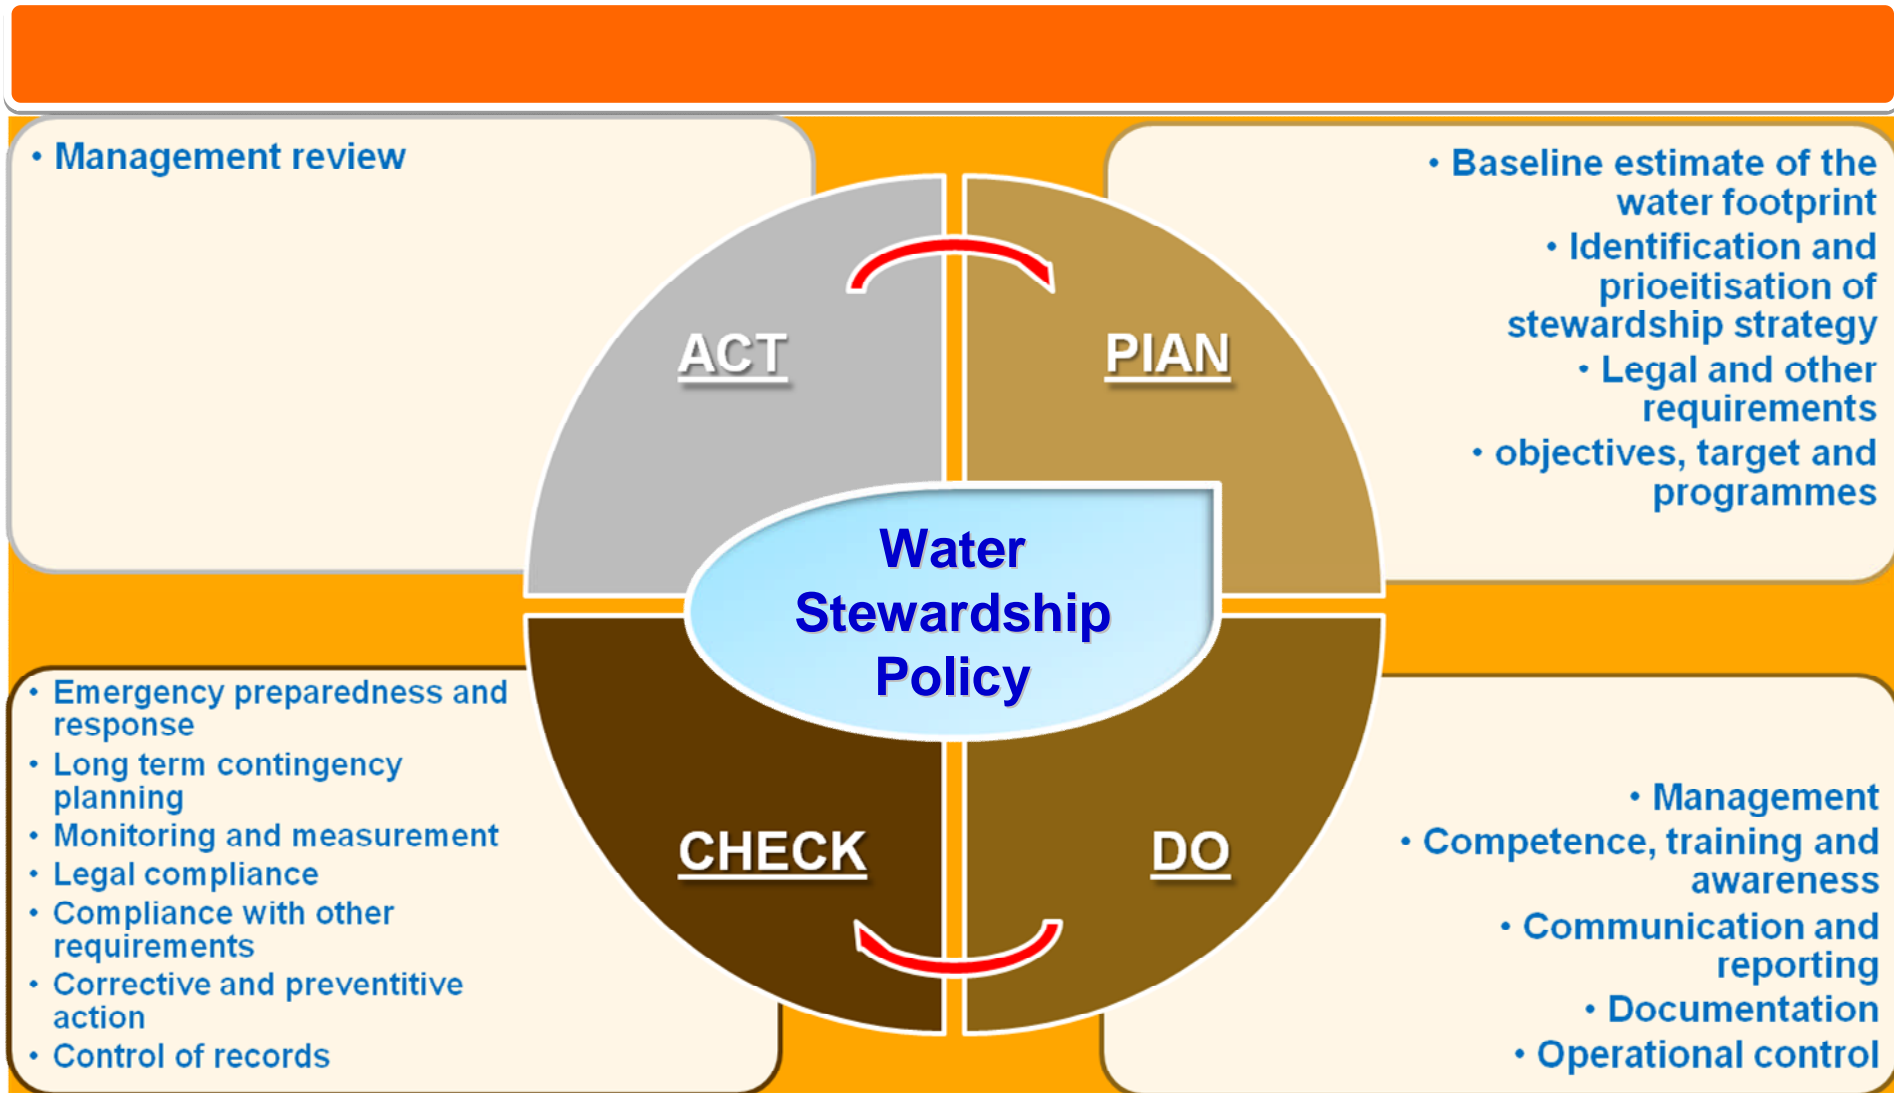 • Management review
• Baseline estimate of the
water footprint
• Identification and
prioeitisation of
stewardship strategy
• Legal and other
requirements
• objectives, target and
programmes
ACT
PIAN
Water
Stewardship
Policy
CHECK
DO
• Emergency preparedness and
response
• Long term contingency
planning
• Monitoring and measurement
• Legal compliance
• Compliance with other
requirements
• Corrective and preventitive
action
• Control of records
• Management
• Competence, training and
awareness
• Communication and
reporting
• Documentation
• Operational control